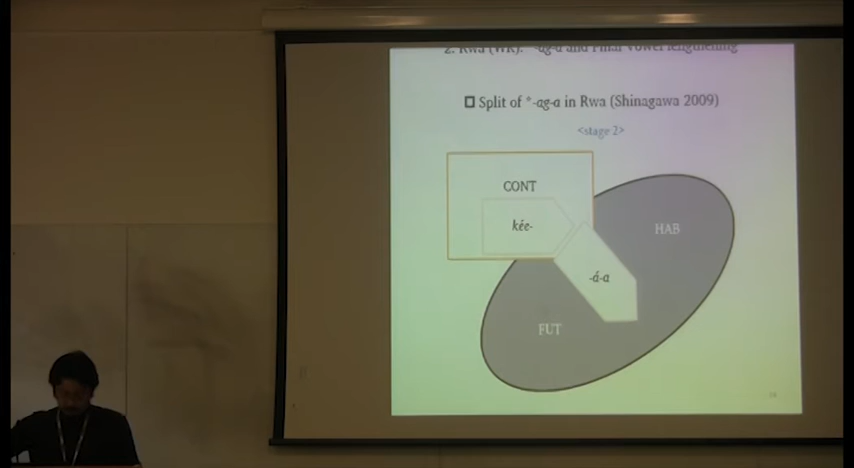 2. Rwa (WK): *-ag-a and Final Vowel lengthening
Split of *-ag-a in Rwa (Shinagawa 2009)
<stage 2>
CONT
kée-
HAB
-á-a
FUT